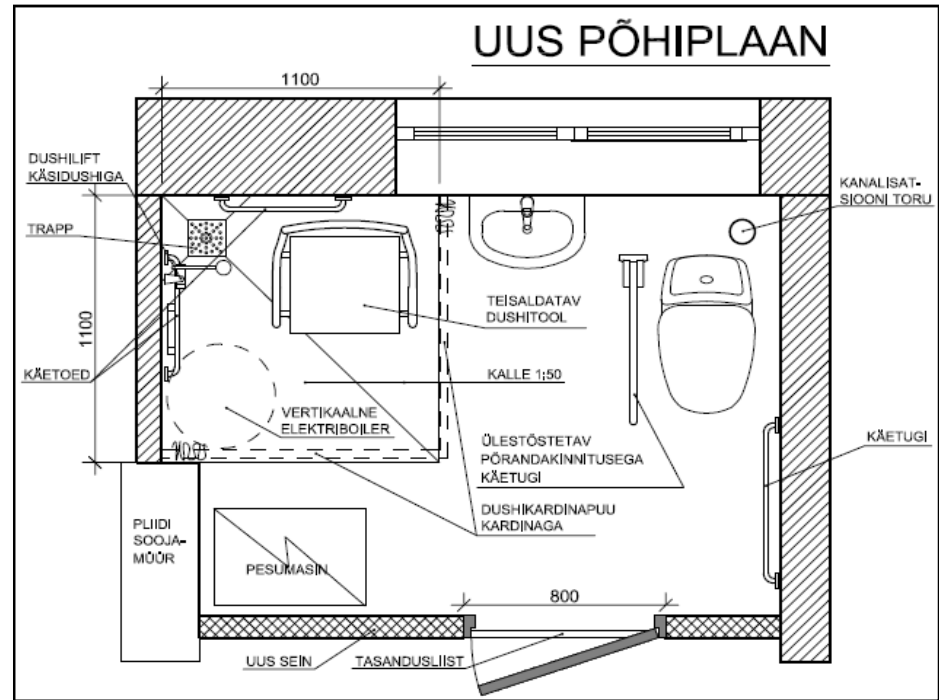 UUS PÕHIPLAAN
1100
DUSHILIFT
KÄSIDUSHIGA
TRAPP
1100
KÄETOED
KANALISAT-
SIOONI TORU
TEISALDATAV
DUSHITOOL
KALLE 1:50
VERTIKAALNE
ELEKTRIBOILER
ÜLESTÕSTETAV
PÕRANDAKINNITUSEGA
KÄETUGI
KÄETUGI
DUSHIKARDINAPUU
KARDINAGA
PLIIDI
SOOJA-
MÜÜR
PESUMASIN
800
UUS SEIN
TASANDUSLIIST